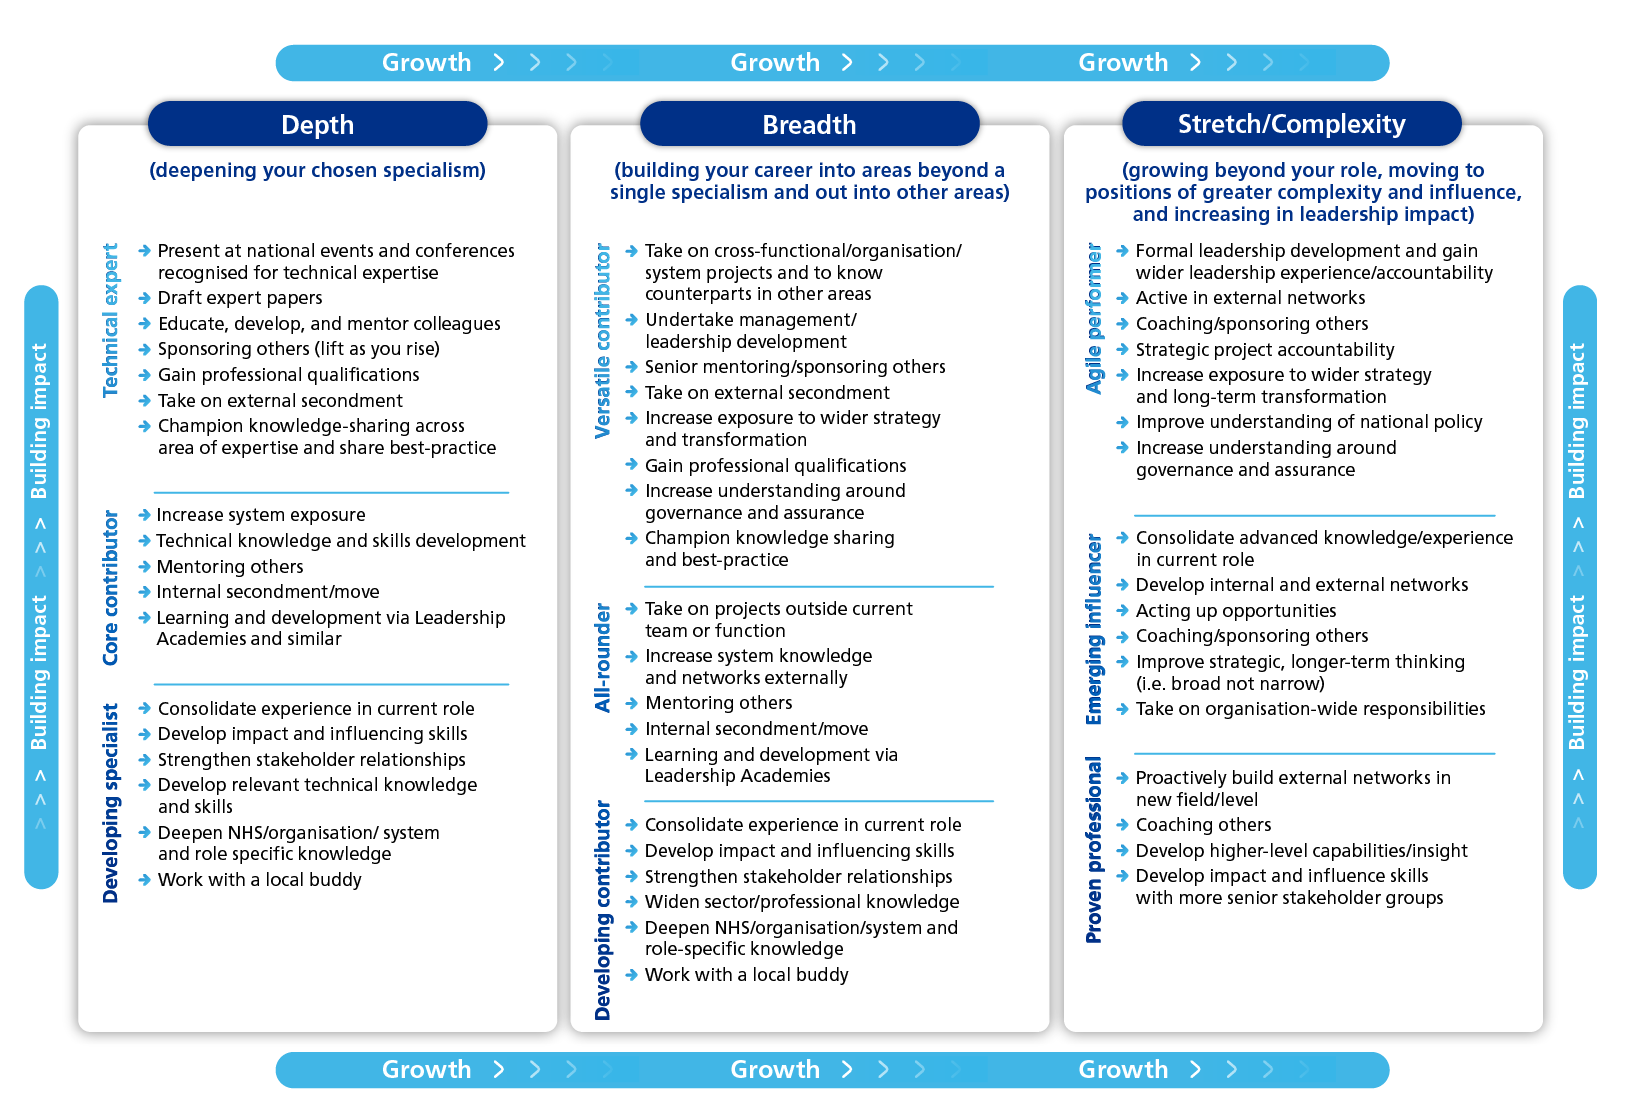 Growth > > > > Growth > > > > Growth > > > >
Building impact > > > Building impact > > >
Depth
(deepening your chosen specialism)
Technical expert
Present at national events and conferences
recognised for technical expertise
Draft expert papers
Educate, develop, and mentor colleagues
Sponsoring others (lift as you rise)
Gain professional qualifications
Take on external secondment
Champion knowledge-sharing across
area of expertise and share best-practice
Core contributor
Increase system exposure
Technical knowledge and skills development
Mentoring others
Internal secondment/move
Learning and development via Leadership
Academies and similar
Developing specialist
Consolidate experience in current role
Develop impact and influencing skills
Strengthen stakeholder relationships
Develop relevant technical knowledge
and skills
Deepen NHS/organisation/ system
and role specific knowledge
Work with a local buddy
Breadth
(building your career into areas beyond a
single specialism and out into other areas)
Versatile contributor
Take on cross-functional/organisation/
system projects and to know
counterparts in other areas
Undertake management/
leadership development
Senior mentoring/sponsoring others
Take on external secondment
Increase exposure to wider strategy
and transformation
Gain professional qualifications
Increase understanding around
governance and assurance
Champion knowledge sharing
and best-practice
All-rounder
Take on projects outside current
team or function
Increase system knowledge
and networks externally
Mentoring others
Internal secondment/move
Learning and development via
Leadership Academies
Developing contributor
Consolidate experience in current role
Develop impact and influencing skills
Strengthen stakeholder relationships
Widen sector/professional knowledge
Deepen NHS/organisation/system and
role-specific knowledge
Work with a local buddy
Stretch/Complexity
(growing beyond your role, moving to
positions of greater complexity and influence,
and increasing in leadership impact)
Agile performer
Formal leadership development and gain
wider leadership experience/accountability
Active in external networks
Coaching/sponsoring others
Strategic project accountability
Increase exposure to wider strategy
and long-term transformation
Improve understanding of national policy
Increase understanding around
governance and assurance
Emerging influencer
Consolidate advanced knowledge/experience
in current role
Develop internal and external networks
Acting up opportunities
Coaching/sponsoring others
Improve strategic, longer-term thinking
(i.e. broad not narrow)
Take on organisation-wide responsibilities
Proven professional
Proactively build external networks in
new field/level
Coaching others
Develop higher-level capabilities/insight
Develop impact and influence skills
with more senior stakeholder groups
Building impact > > > Building impact > > >
Growth > > > > Growth > > > > Growth > > > >